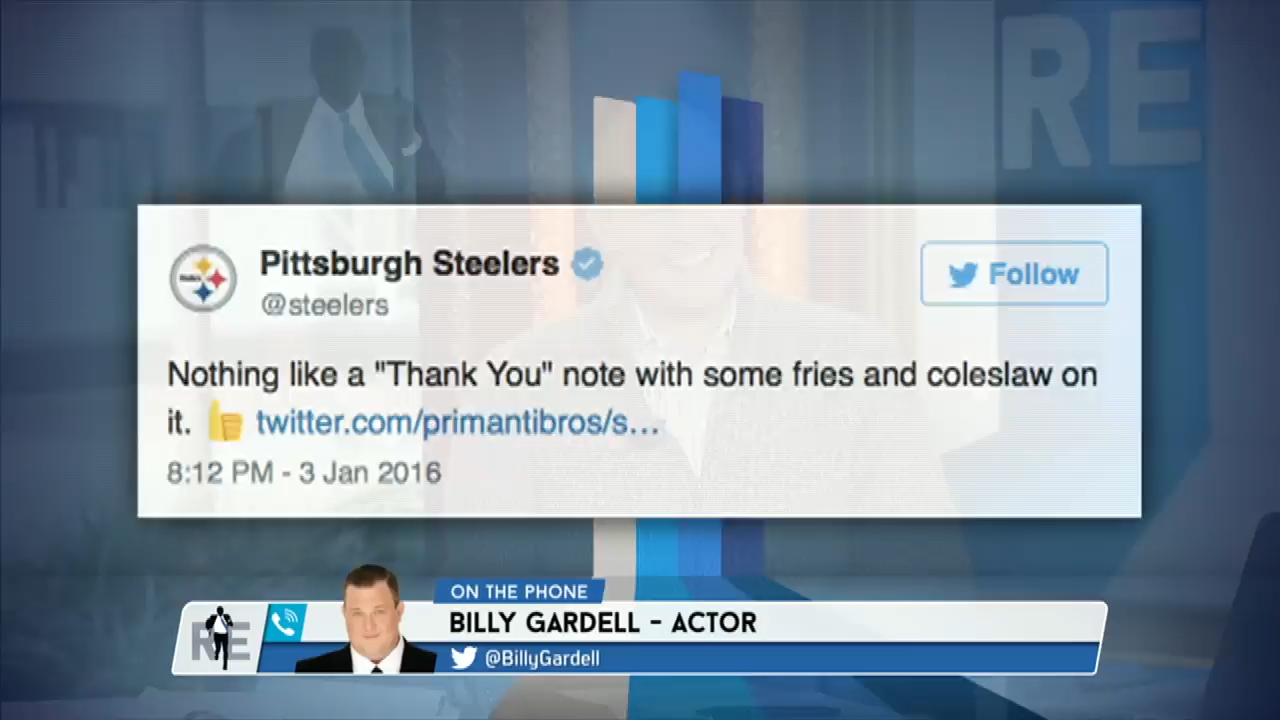 RE
Pittsburgh Steelers
@steelers
Follow
Nothing like a "Thank You" note with some fries and coleslaw on
it. 👍 twitter.com/primantibros/s...
8:12 PM - 3 Jan 2016
ON THE PHONE
BILLY GARDELL - ACTOR
RE
@BillyGardell